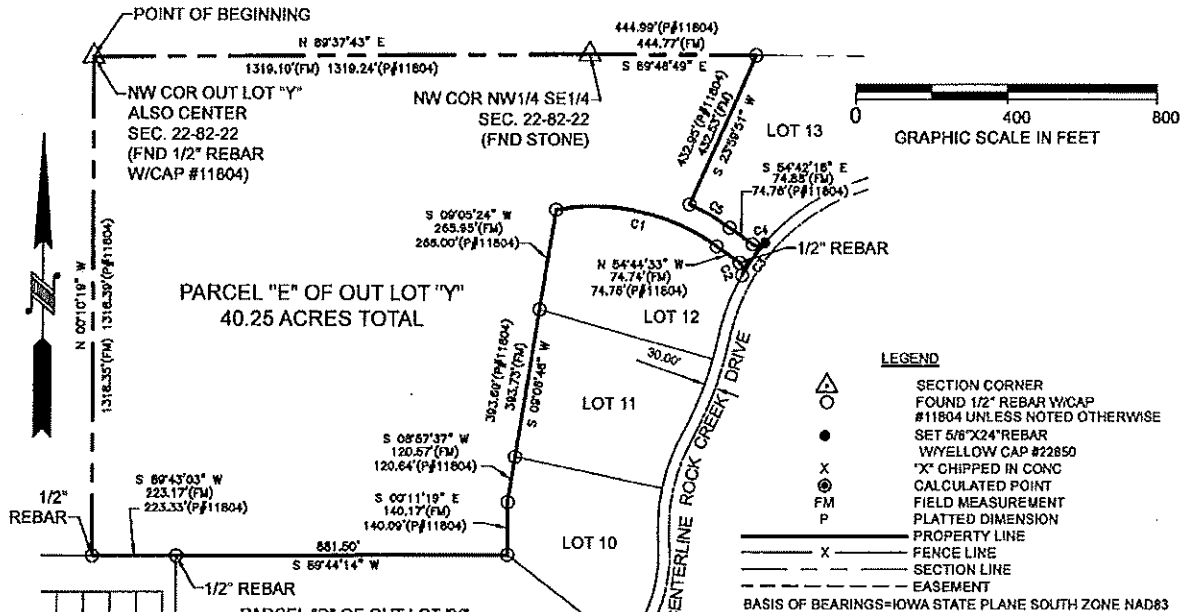 POINT OF BEGINNING
N 89°37'43" E
1319.10'(FM) 1319.24'(P#11804)
444.99'(P#11804)
444.77'(FM)
S 89°48'49" E
NW COR OUT LOT "Y"
ALSO CENTER
SEC. 22-82-22
(FND 1/2" REBAR
W/CAP #11804)
NW COR NW1/4 SE1/4
SEC. 22-82-22
(FND STONE)
432.95'(P#11804)
432.53'(FM)
S 23°59'51" W
LOT 13
0
800
GRAPHIC SCALE IN FEET
S 54°42'16" E
74.88'(FM)
74.78'(P#11804)
C5
C4
1/2" REBAR
C3
C2
C1
N 54°44'33" W
74.74'(FM)
74.78'(P#11804)
S 09°05'24" W
265.95'(FM)
266.00'(P#11804)
N 00°10'19" W
1318.35'(FM) 1318.39'(P#11804)
PARCEL "E" OF OUT LOT "Y"
40.25 ACRES TOTAL
LOT 12
30.00'
393.69'(P#11804)
393.73'(FM)
S 09°08'46" W
LOT 11
CENTERLINE ROCK CREEK DRIVE
S 08°57'37" W
120.57'(FM)
120.64'(P#11804)
S 00°11'19" E
140.17'(FM)
140.09'(P#11804)
LOT 10
S 89°43'03" W
223.17'(FM)
223.33'(P#11804)
1/2"
REBAR
881.50'
S 89°44'14" W
1/2" REBAR
LEGEND
SECTION CORNER
FOUND 1/2" REBAR W/CAP
#11804 UNLESS NOTED OTHERWISE
SET 5/8"X24"REBAR
W/YELLOW CAP #22850
X "X" CHIPPED IN CONC
CALCULATED POINT
FM FIELD MEASUREMENT
P PLATTED DIMENSION
PROPERTY LINE
X FENCE LINE
SECTION LINE
EASEMENT
BASIS OF BEARINGS=IOWA STATE PLANE SOUTH ZONE NAD83